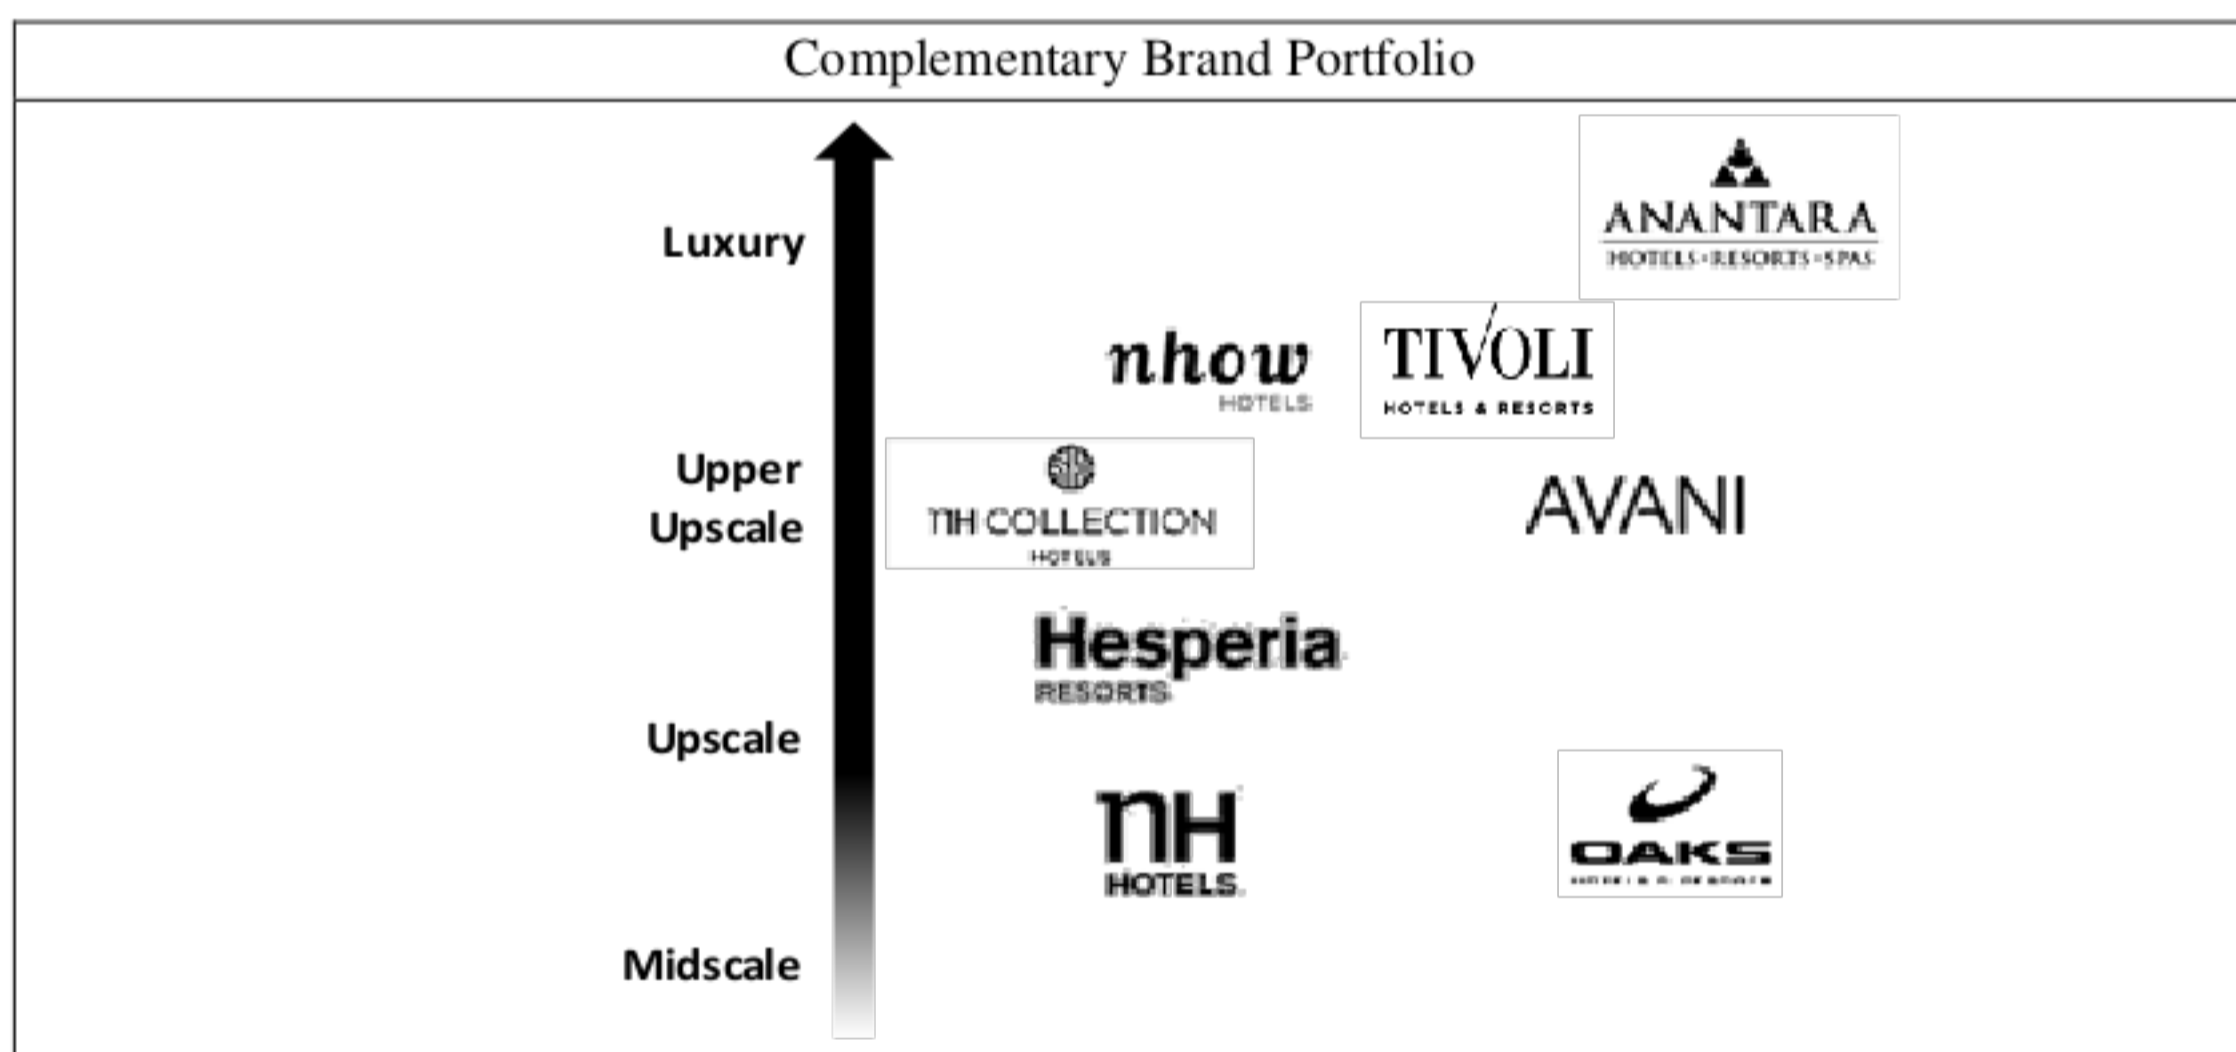 Complementary Brand Portfolio
Luxury
ANANTARA
HOTELS·RESORTS·SPAS
nhow
HOTELS
TIVOLI
HOTELS & RESORTS
Upper
Upscale
NH COLLECTION
HOTELS
AVANI
Hesperia
RESORTS
Upscale
NH
HOTELS
OAKS
Midscale